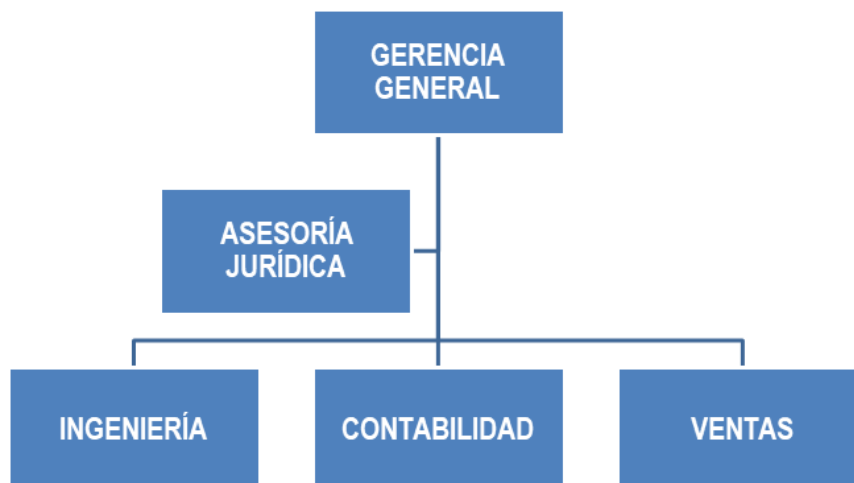 GERENCIA
GENERAL
ASESORÍA
JURÍDICA
INGENIERÍA
CONTABILIDAD
VENTAS